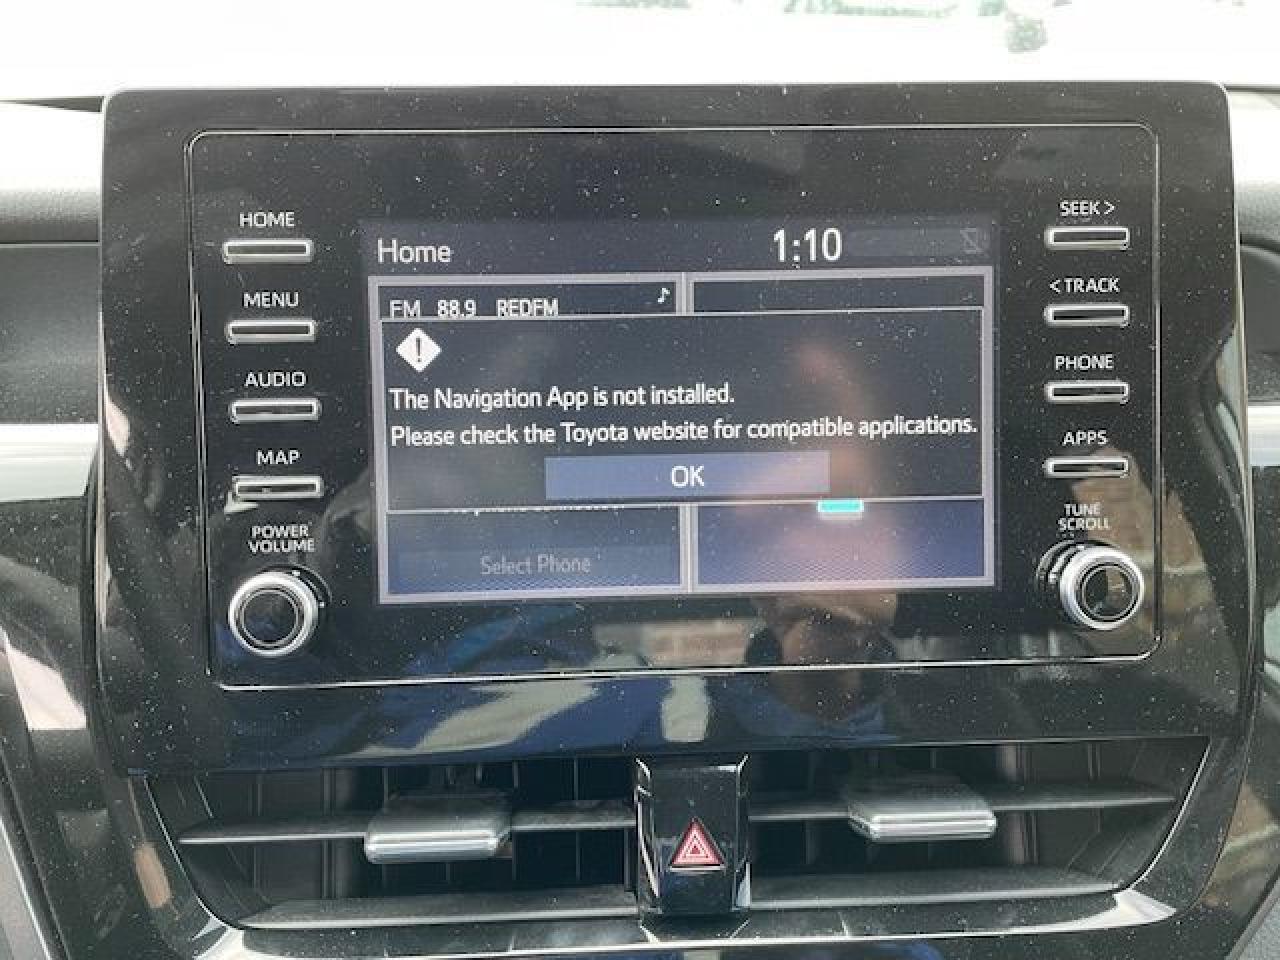 HOME
MENU
AUDIO
MAP
POWER
VOLUME
Home 1:10
FM 88.9 REDFM
The Navigation App is not installed.
Please check the Toyota website for compatible applications.
OK
Select Phone
SEEK >
< TRACK
PHONE
APPS
TUNE
SCROLL